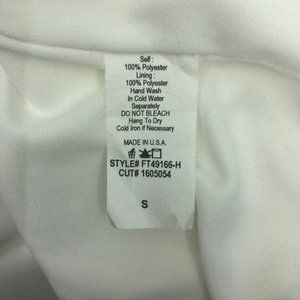 Self :
100% Polyester
Lining :
100% Polyester
Hand Wash
In Cold Water
Separately
DO NOT BLEACH
Hang To Dry
Cold Iron if Necessary
MADE IN U.S.A.
STYLE# FT49166-H
CUT# 1605054
S